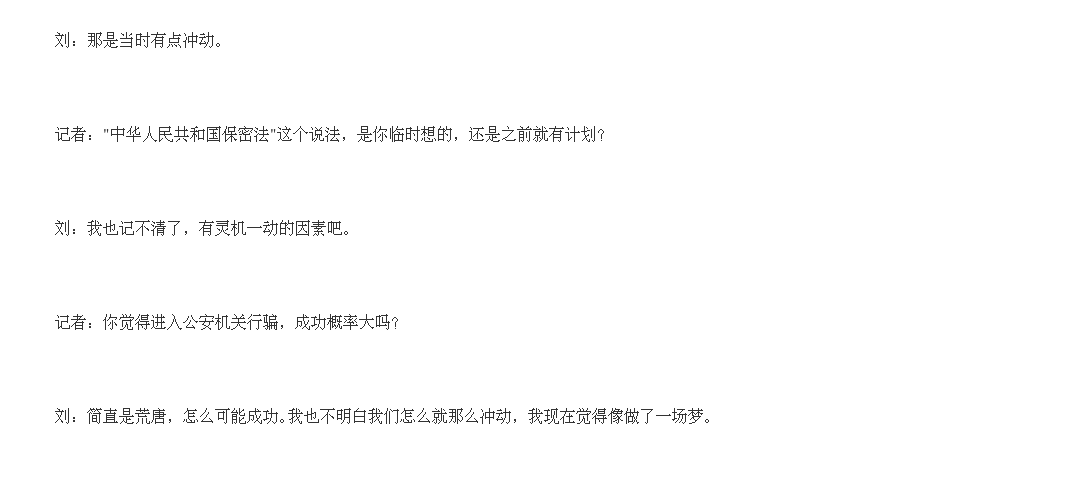 刘：那是当时有点冲动。
记者："中华人民共和国保密法"这个说法，是你临时想的，还是之前就有计划？
刘：我也记不清了，有灵机一动的因素吧。
记者：你觉得进入公安机关行骗，成功概率大吗？
刘：简直是荒唐，怎么可能成功。我也不明白我们怎么就那么冲动，我现在觉得像做了一场梦。